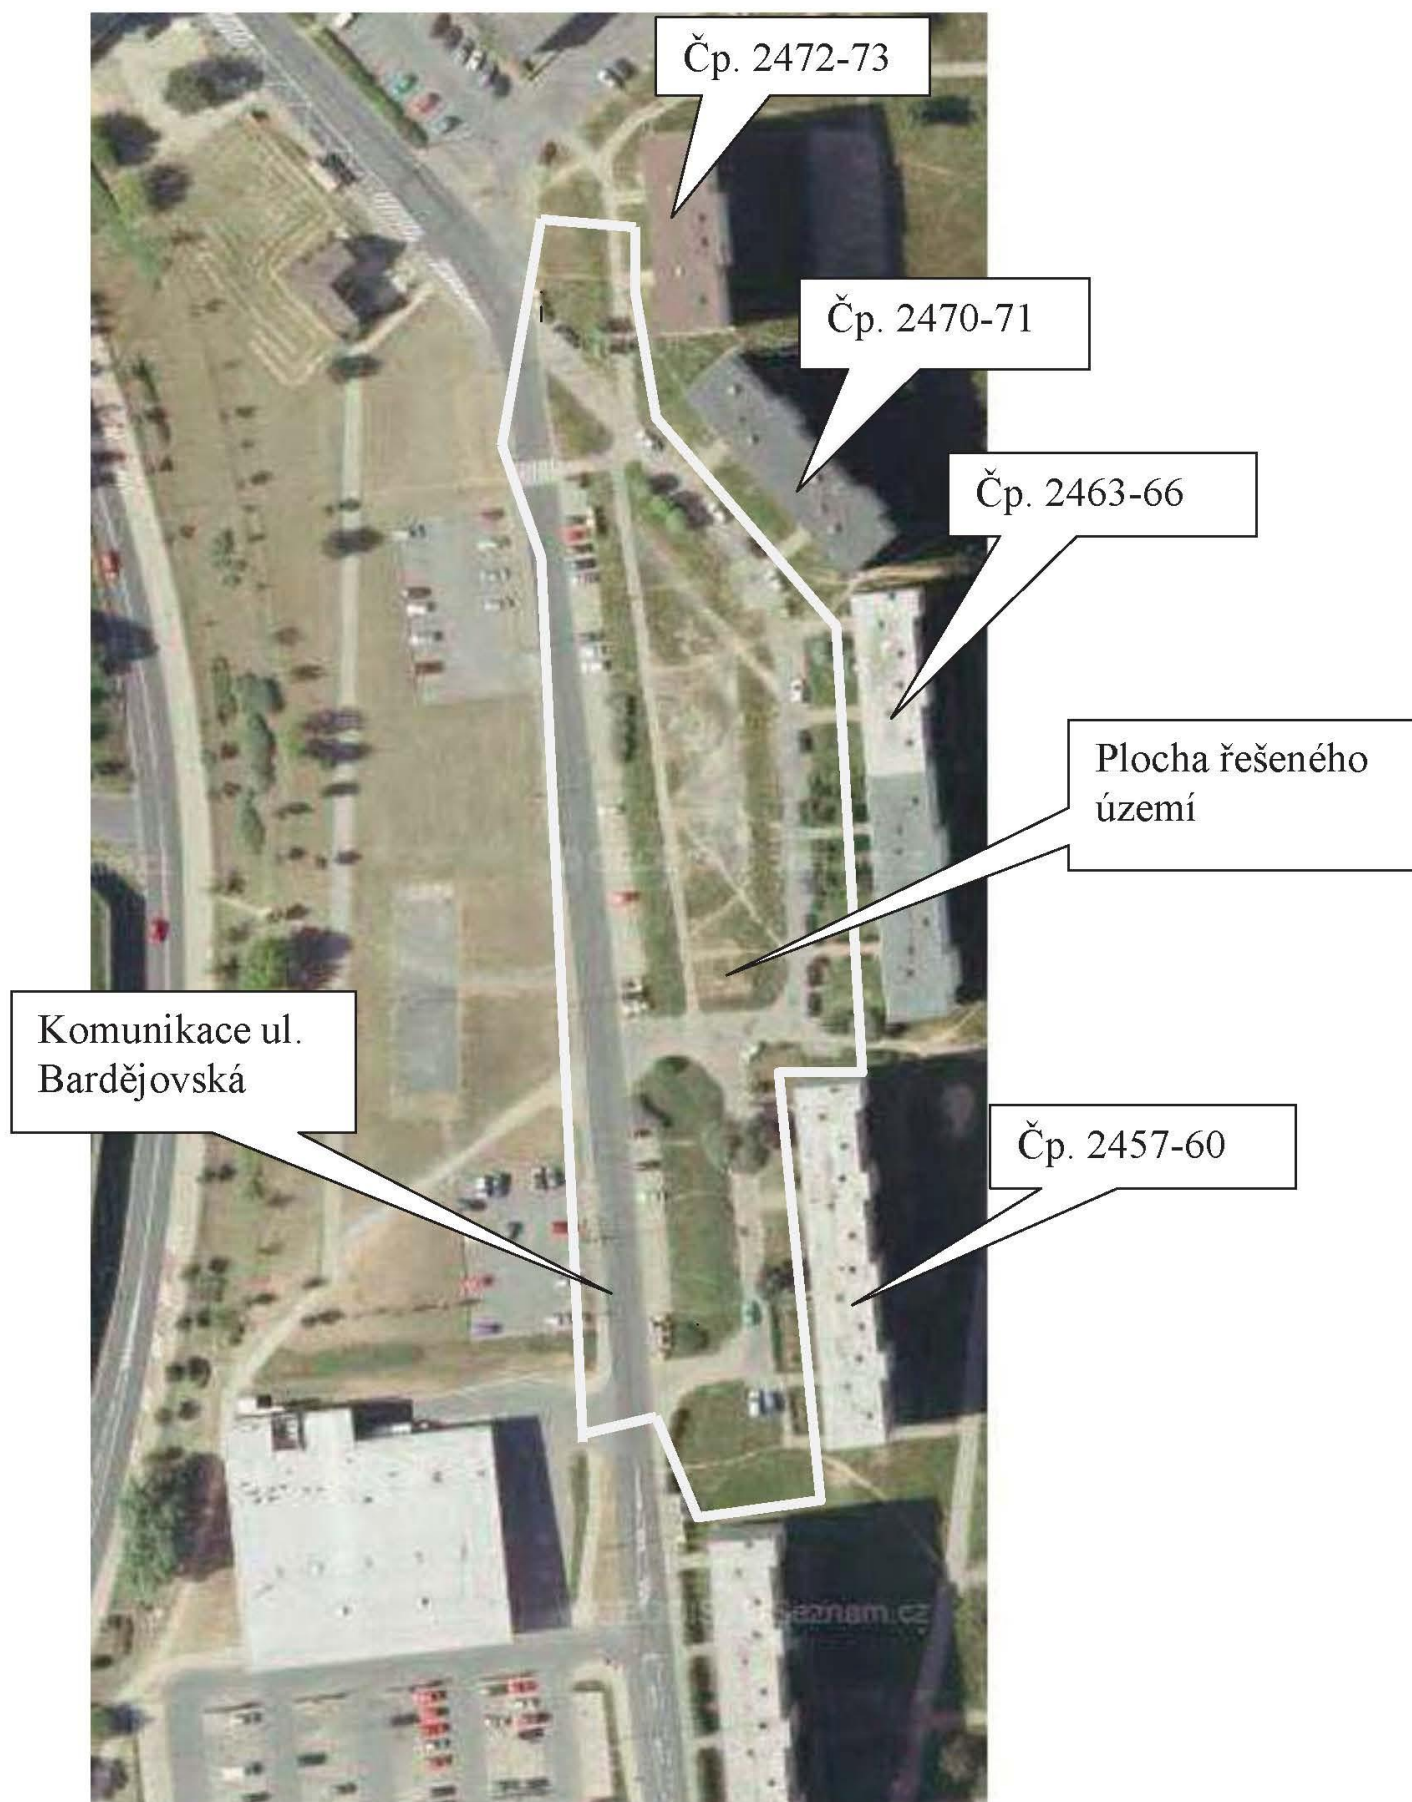 Čp. 2472-73
Čp. 2470-71
Čp. 2463-66
Plocha řešeného
území
Komunikace ul.
Bardějovská
Čp. 2457-60